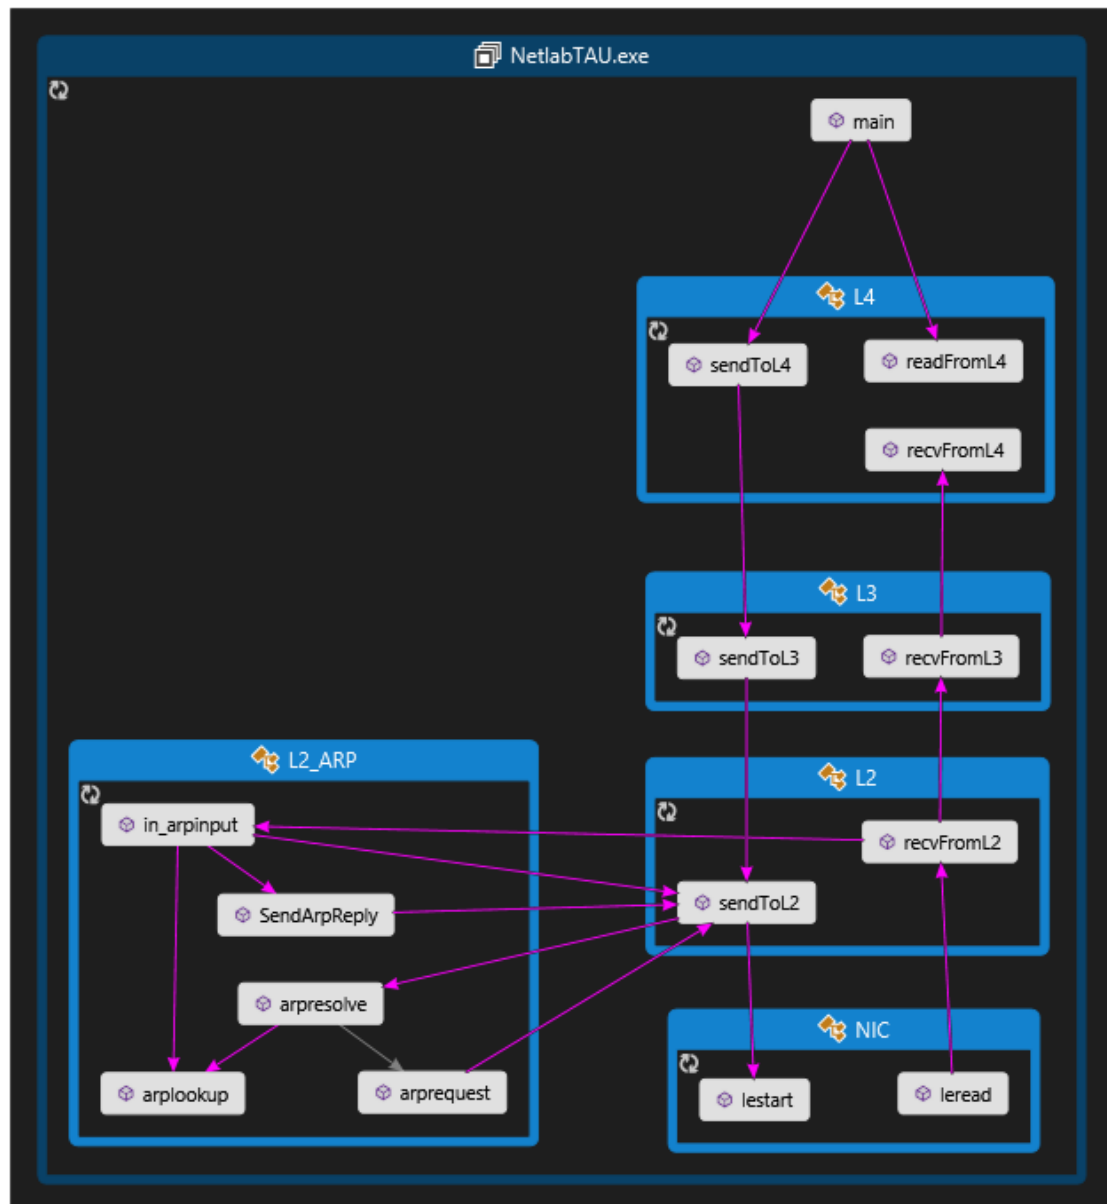 NetlabTAU.exe
main
L4
sendToL4
readFromL4
recvFromL4
L3
sendToL3
recvFromL3
L2_ARP
in_arpinput
SendArpReply
arpresolve
arplookup
arprequest
L2
recvFromL2
sendToL2
NIC
lestart
leread